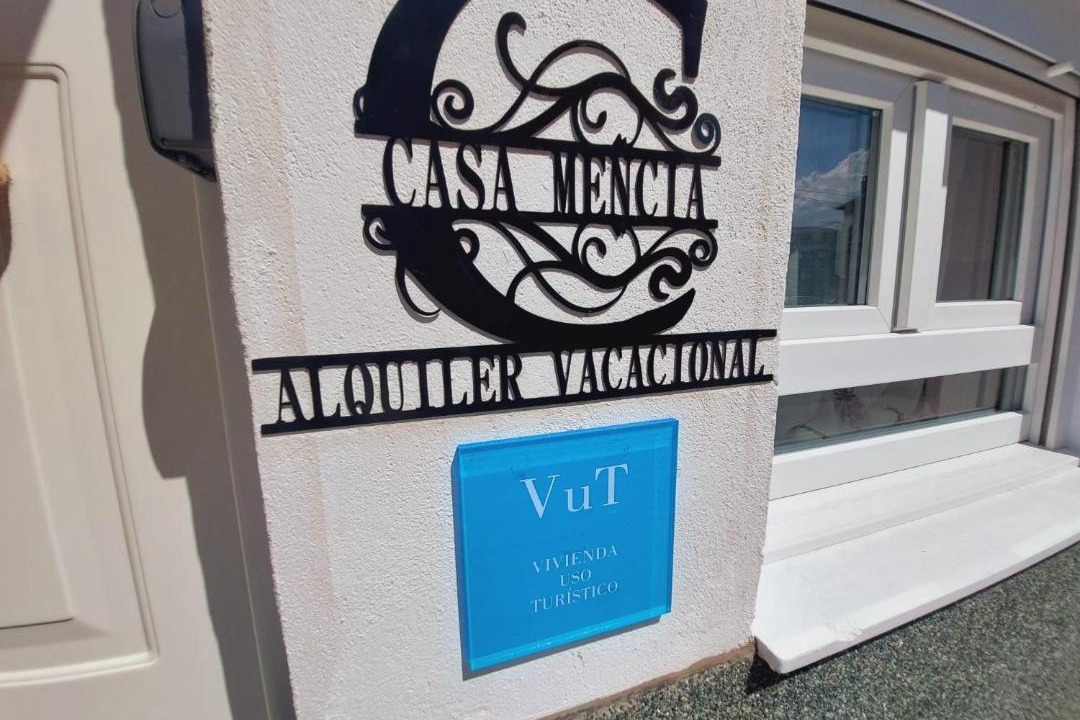 C
CASA MENCIA
ALQUILER VACACIONAL
VuT
VIVIENDA
USO
TURÍSTICO